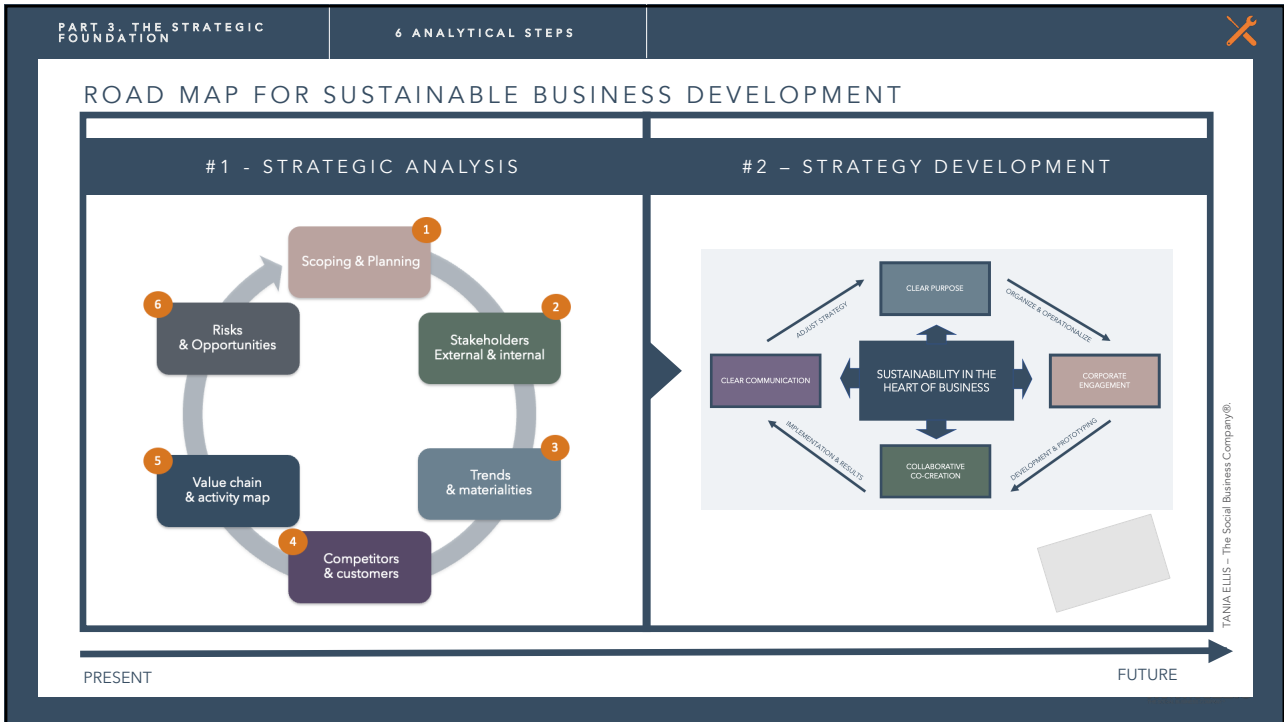 PART 3. THE STRATEGIC
FOUNDATION
6 ANALYTICAL STEPS
ROAD MAP FOR SUSTAINABLE BUSINESS DEVELOPMENT
#1 - STRATEGIC ANALYSIS
1
Scoping & Planning
2
Stakeholders
External & internal
3
Trends
& materialities
4
Competitors
& customers
5
Value chain
& activity map
6
Risks
& Opportunities
#2 – STRATEGY DEVELOPMENT
CLEAR PURPOSE
ORGANIZE & OPERATIONALIZE
CORPORATE
ENGAGEMENT
DEVELOPMENT & PROTOTYPING
COLLABORATIVE
CO-CREATION
IMPLEMENTATION & RESULTS
CLEAR COMMUNICATION
ADJUST STRATEGY
SUSTAINABILITY IN THE
HEART OF BUSINESS
TANIA ELLIS – The Social Business Company®.
PRESENT
FUTURE